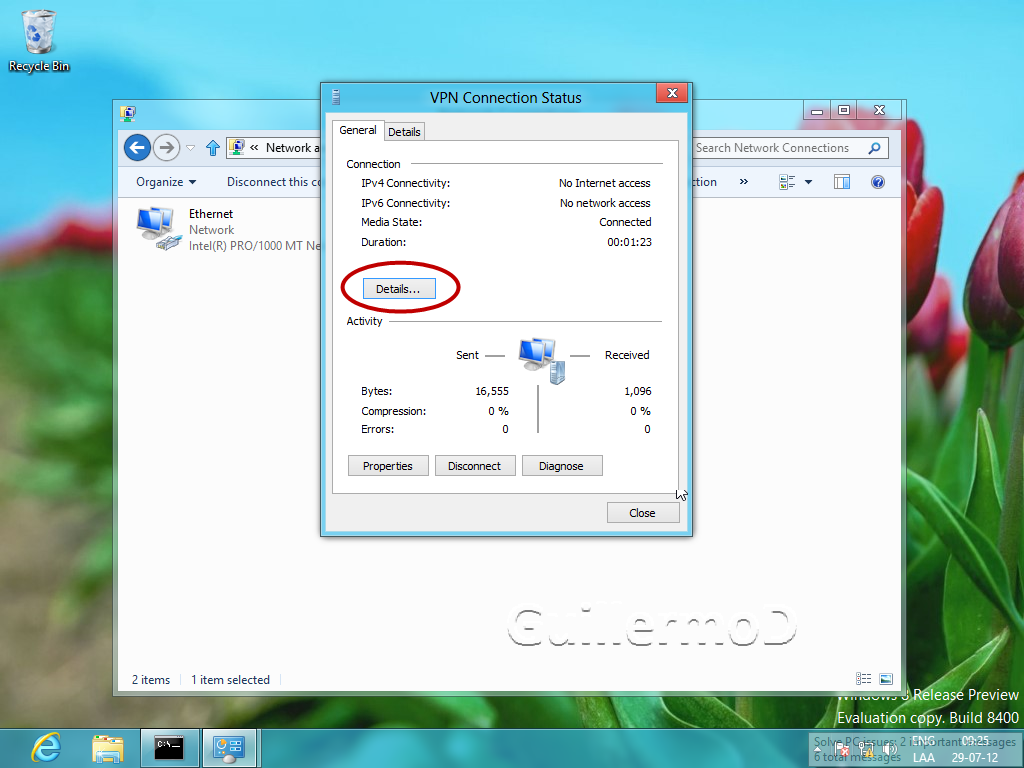 Recycle Bin
VPN Connection Status
« Network a
Search Network Connections
Organize
Disconnect this co
ction
»
Ethernet
Network
Intel(R) PRO/1000 MT Ne
General
Details
Connection
IPv4 Connectivity: No Internet access
IPv6 Connectivity: No network access
Media State: Connected
Duration: 00:01:23
Details...
Activity
Sent
Received
Bytes: 16,555 1,096
Compression: 0 % 0 %
Errors: 0 0
Properties Disconnect Diagnose
Close
GuillermoD
2 items 1 item selected
Windows 8 Release Preview
Evaluation copy. Build 8400
C:\_
Solve PC issues: 2 important messages
6 total messages
ENG
LAA
09:25
29-07-12